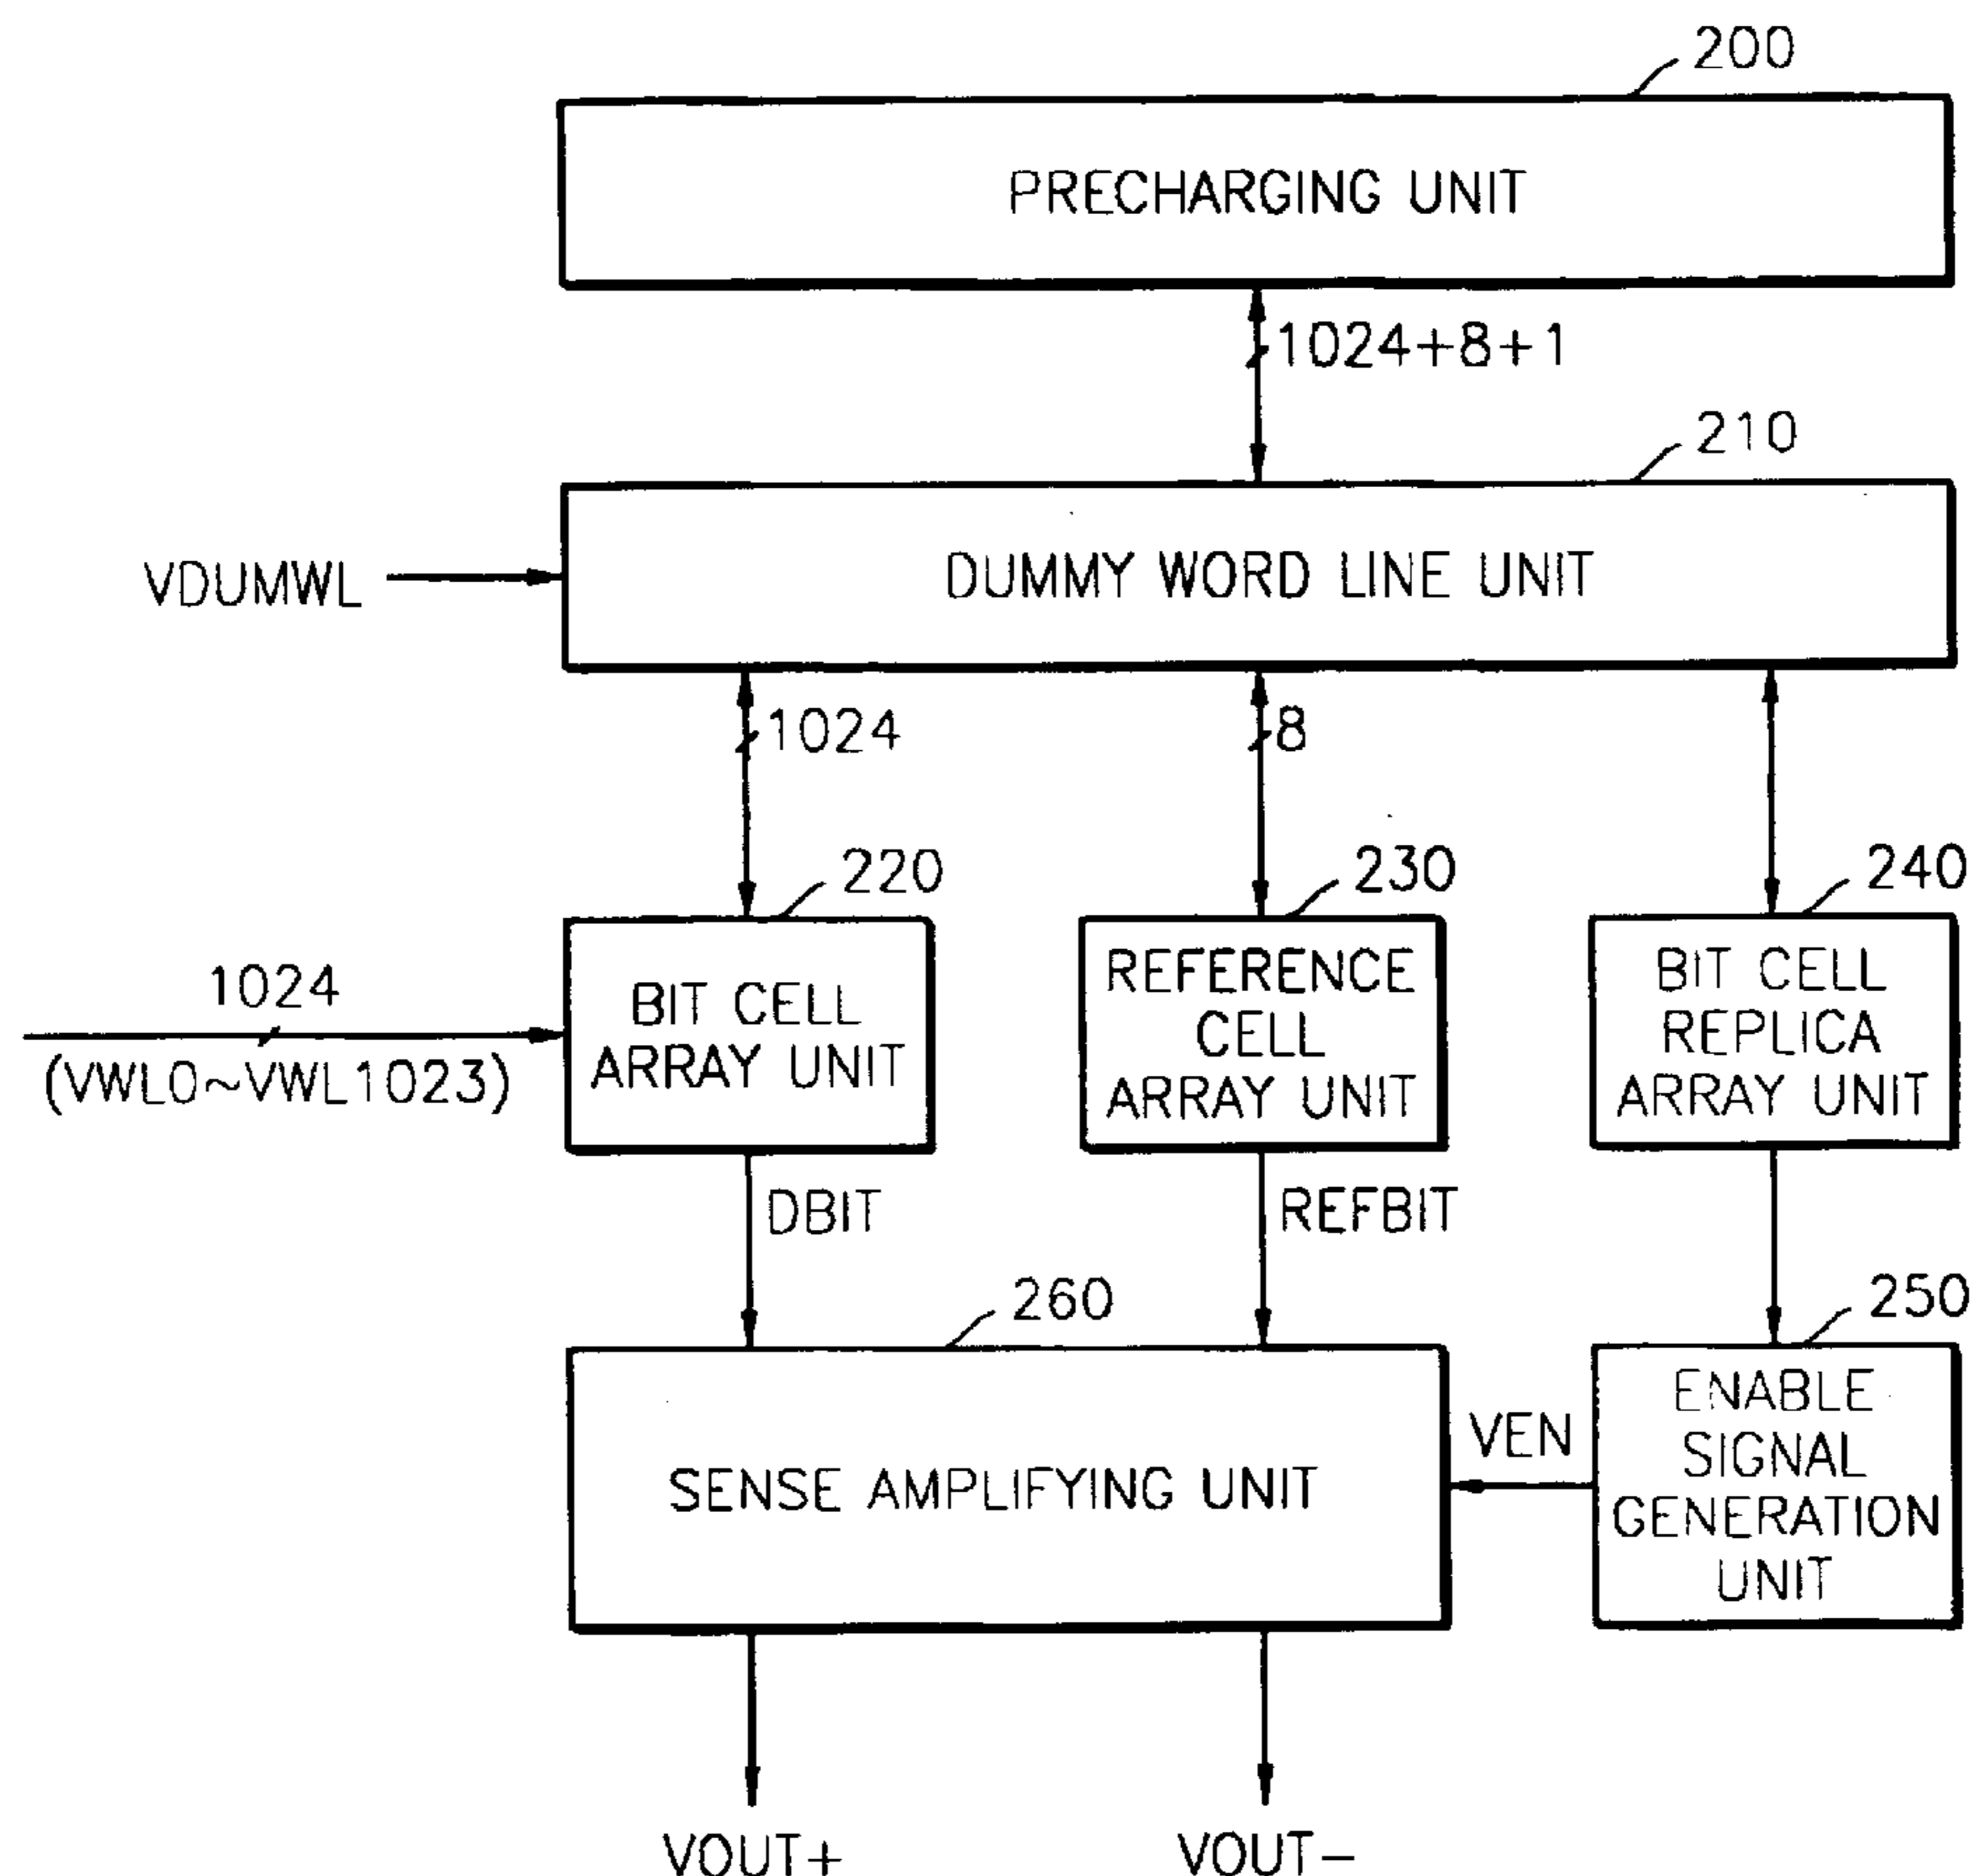 200
PRECHARGING UNIT
1024+8+1
210
VDUMWL
DUMMY WORD LINE UNIT
1024
8
220
230
240
1024
(VWL0~VWL1023)
BIT CELL
ARRAY UNIT
REFERENCE
CELL
ARRAY UNIT
BIT CELL
REPLICA
ARRAY UNIT
DBIT
REFBIT
260
250
SENSE AMPLIFYING UNIT
VEN
ENABLE
SIGNAL
GENERATION
UNIT
VOUT+
VOUT−